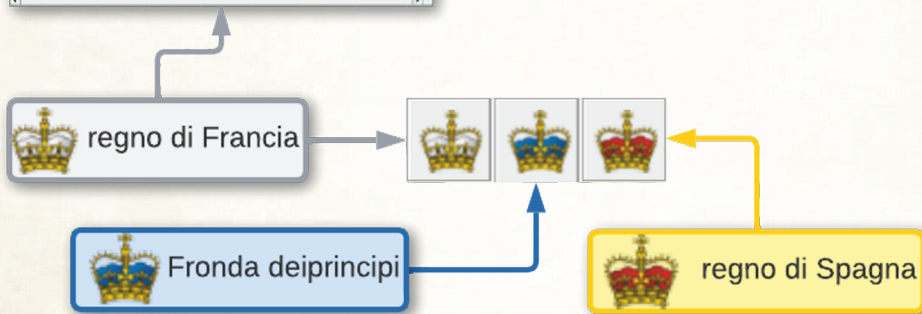 regno di Francia
Fronda deiprincipi
regno di Spagna